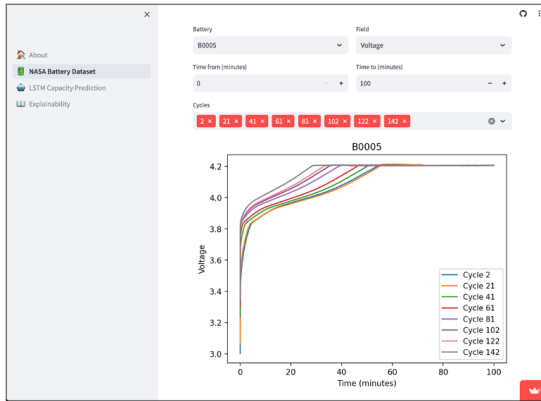 About
NASA Battery Dataset
LSTM Capacity Prediction
Explainability
Battery
Field
B0005
Voltage
Time from (minutes)
Time to (minutes)
0
100
Cycles
2 × 21 × 41 × 61 × 81 × 102 × 122 × 142 ×
B0005
Voltage
4.2
4.0
3.8
3.6
3.4
3.2
3.0
Cycle 2
Cycle 21
Cycle 41
Cycle 61
Cycle 81
Cycle 102
Cycle 122
Cycle 142
0 20 40 60 80 100
Time (minutes)